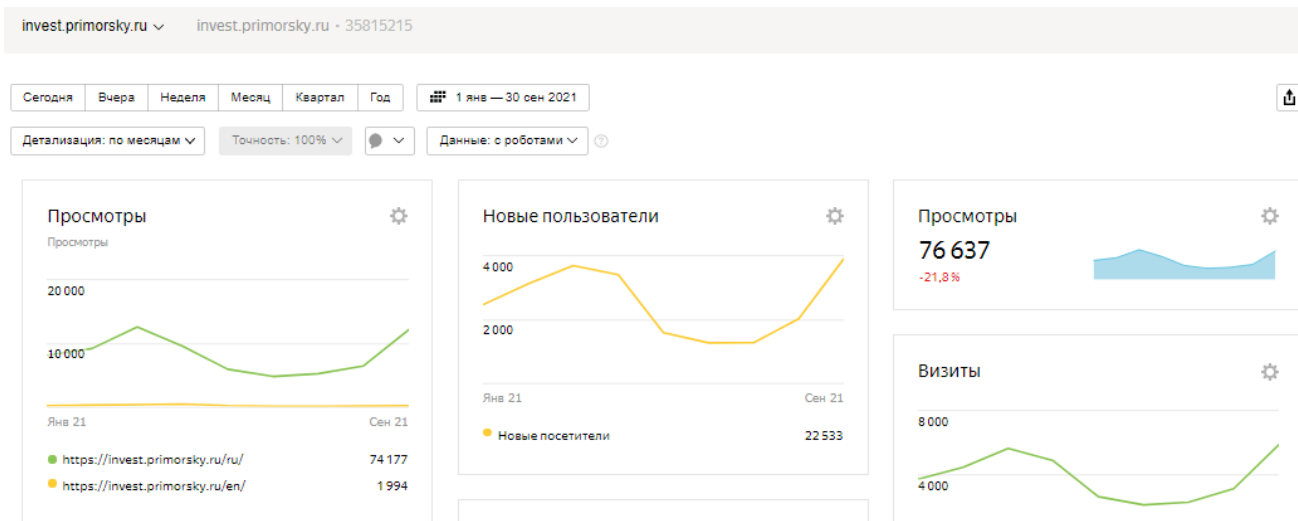 invest.primorsky.ru invest.primorsky.ru • 35815215
Сегодня Вчера Неделя Месяц Квартал Год 1 янв — 30 сен 2021
Детализация: по месяцам Точность: 100% Данные: с роботами ?
Просмотры
Просмотры
20 000
10 000
Янв 21 Сен 21
https://invest.primorsky.ru/ru/ 74 177
https://invest.primorsky.ru/en/ 1 994
Новые пользователи
4 000
2 000
Янв 21 Сен 21
Новые посетители 22 533
Просмотры
76 637
-21,8 %
Визиты
8 000
4 000